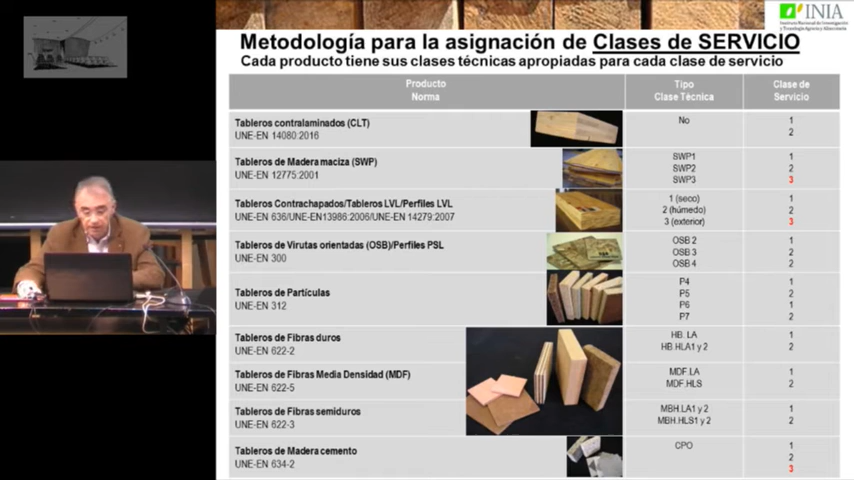 INIA
Instituto Nacional de Investigación
y Tecnología Agraria y Alimentaria
Metodología para la asignación de Clases de SERVICIO
Cada producto tiene sus clases técnicas apropiadas para cada clase de servicio
Producto
Norma
Tipo
Clase Técnica
Clase de
Servicio
Tableros contralaminados (CLT)
UNE-EN 14080:2016
No
1
2
Tableros de Madera maciza (SWP)
UNE-EN 12775:2001
SWP1
SWP2
SWP3
1
2
3
Tableros Contrachapados/Tableros LVL/Perfiles LVL
UNE-EN 636/UNE-EN13986:2006/UNE-EN 14279:2007
1 (seco)
2 (húmedo)
3 (exterior)
1
2
3
Tableros de Virutas orientadas (OSB)/Perfiles PSL
UNE-EN 300
OSB 2
OSB 3
OSB 4
1
2
2
Tableros de Partículas
UNE-EN 312
P4
P5
P6
P7
1
2
1
2
Tableros de Fibras duros
UNE-EN 622-2
HB. LA
HB.HLA1 y 2
1
2
Tableros de Fibras Media Densidad (MDF)
UNE-EN 622-5
MDF.LA
MDF.HLS
1
2
Tableros de Fibras semiduros
UNE-EN 622-3
MBH.LA1 y 2
MBH.HLS1 y 2
1
2
Tableros de Madera cemento
UNE-EN 634-2
CPO
1
2
3